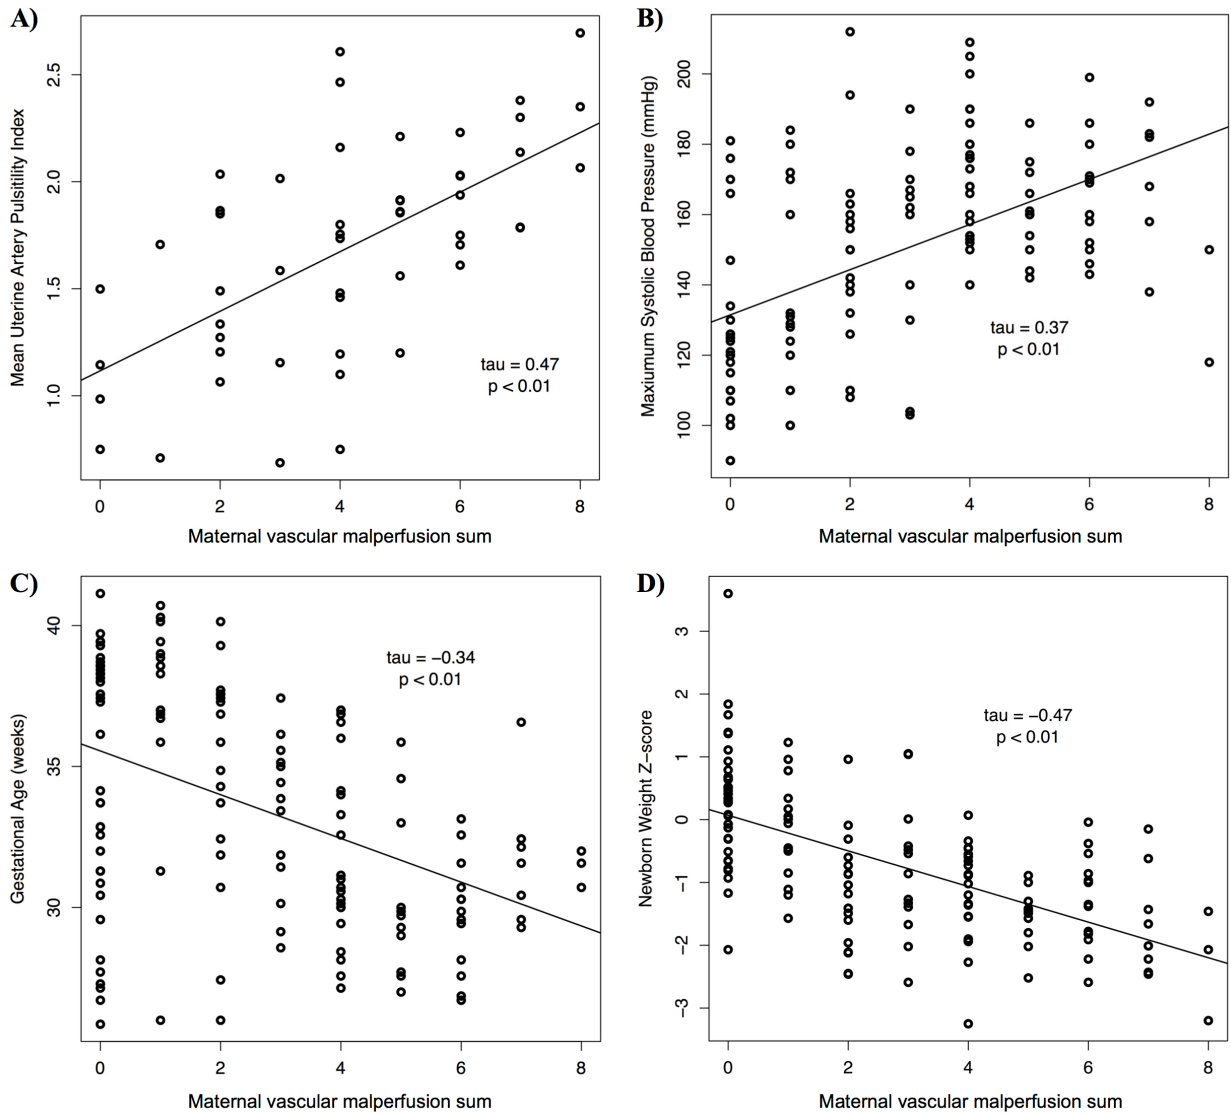 A)
Mean Uterine Artery Pulsitility Index
2.5
2.0
1.5
1.0
tau = 0.47
p < 0.01
0 2 4 6 8
Maternal vascular malperfusion sum
B)
Maxiumum Systolic Blood Pressure (mmHg)
200
180
160
140
120
100
tau = 0.37
p < 0.01
0 2 4 6 8
Maternal vascular malperfusion sum
C)
Gestational Age (weeks)
40
35
30
tau = −0.34
p < 0.01
0 2 4 6 8
Maternal vascular malperfusion sum
D)
Newborn Weight Z−score
3
2
1
0
−1
−2
−3
tau = −0.47
p < 0.01
0 2 4 6 8
Maternal vascular malperfusion sum